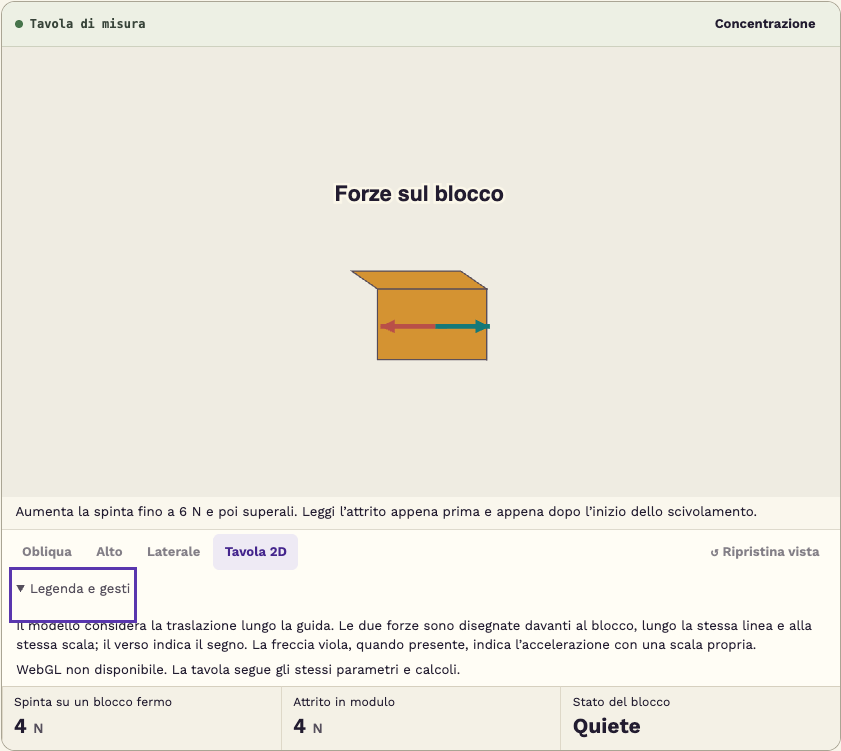 Tavola di misura
Concentrazione
Forze sul blocco
Aumenta la spinta fino a 6 N e poi superali. Leggi l’attrito appena prima e appena dopo l’inizio dello scivolamento.
Obliqua Alto Laterale Tavola 2D
↺ Ripristina vista
▼ Legenda e gesti
Il modello considera la traslazione lungo la guida. Le due forze sono disegnate davanti al blocco, lungo la stessa linea e alla
stessa scala; il verso indica il segno. La freccia viola, quando presente, indica l’accelerazione con una scala propria.
WebGL non disponibile. La tavola segue gli stessi parametri e calcoli.
Spinta su un blocco fermo
4 N
Attrito in modulo
4 N
Stato del blocco
Quiete